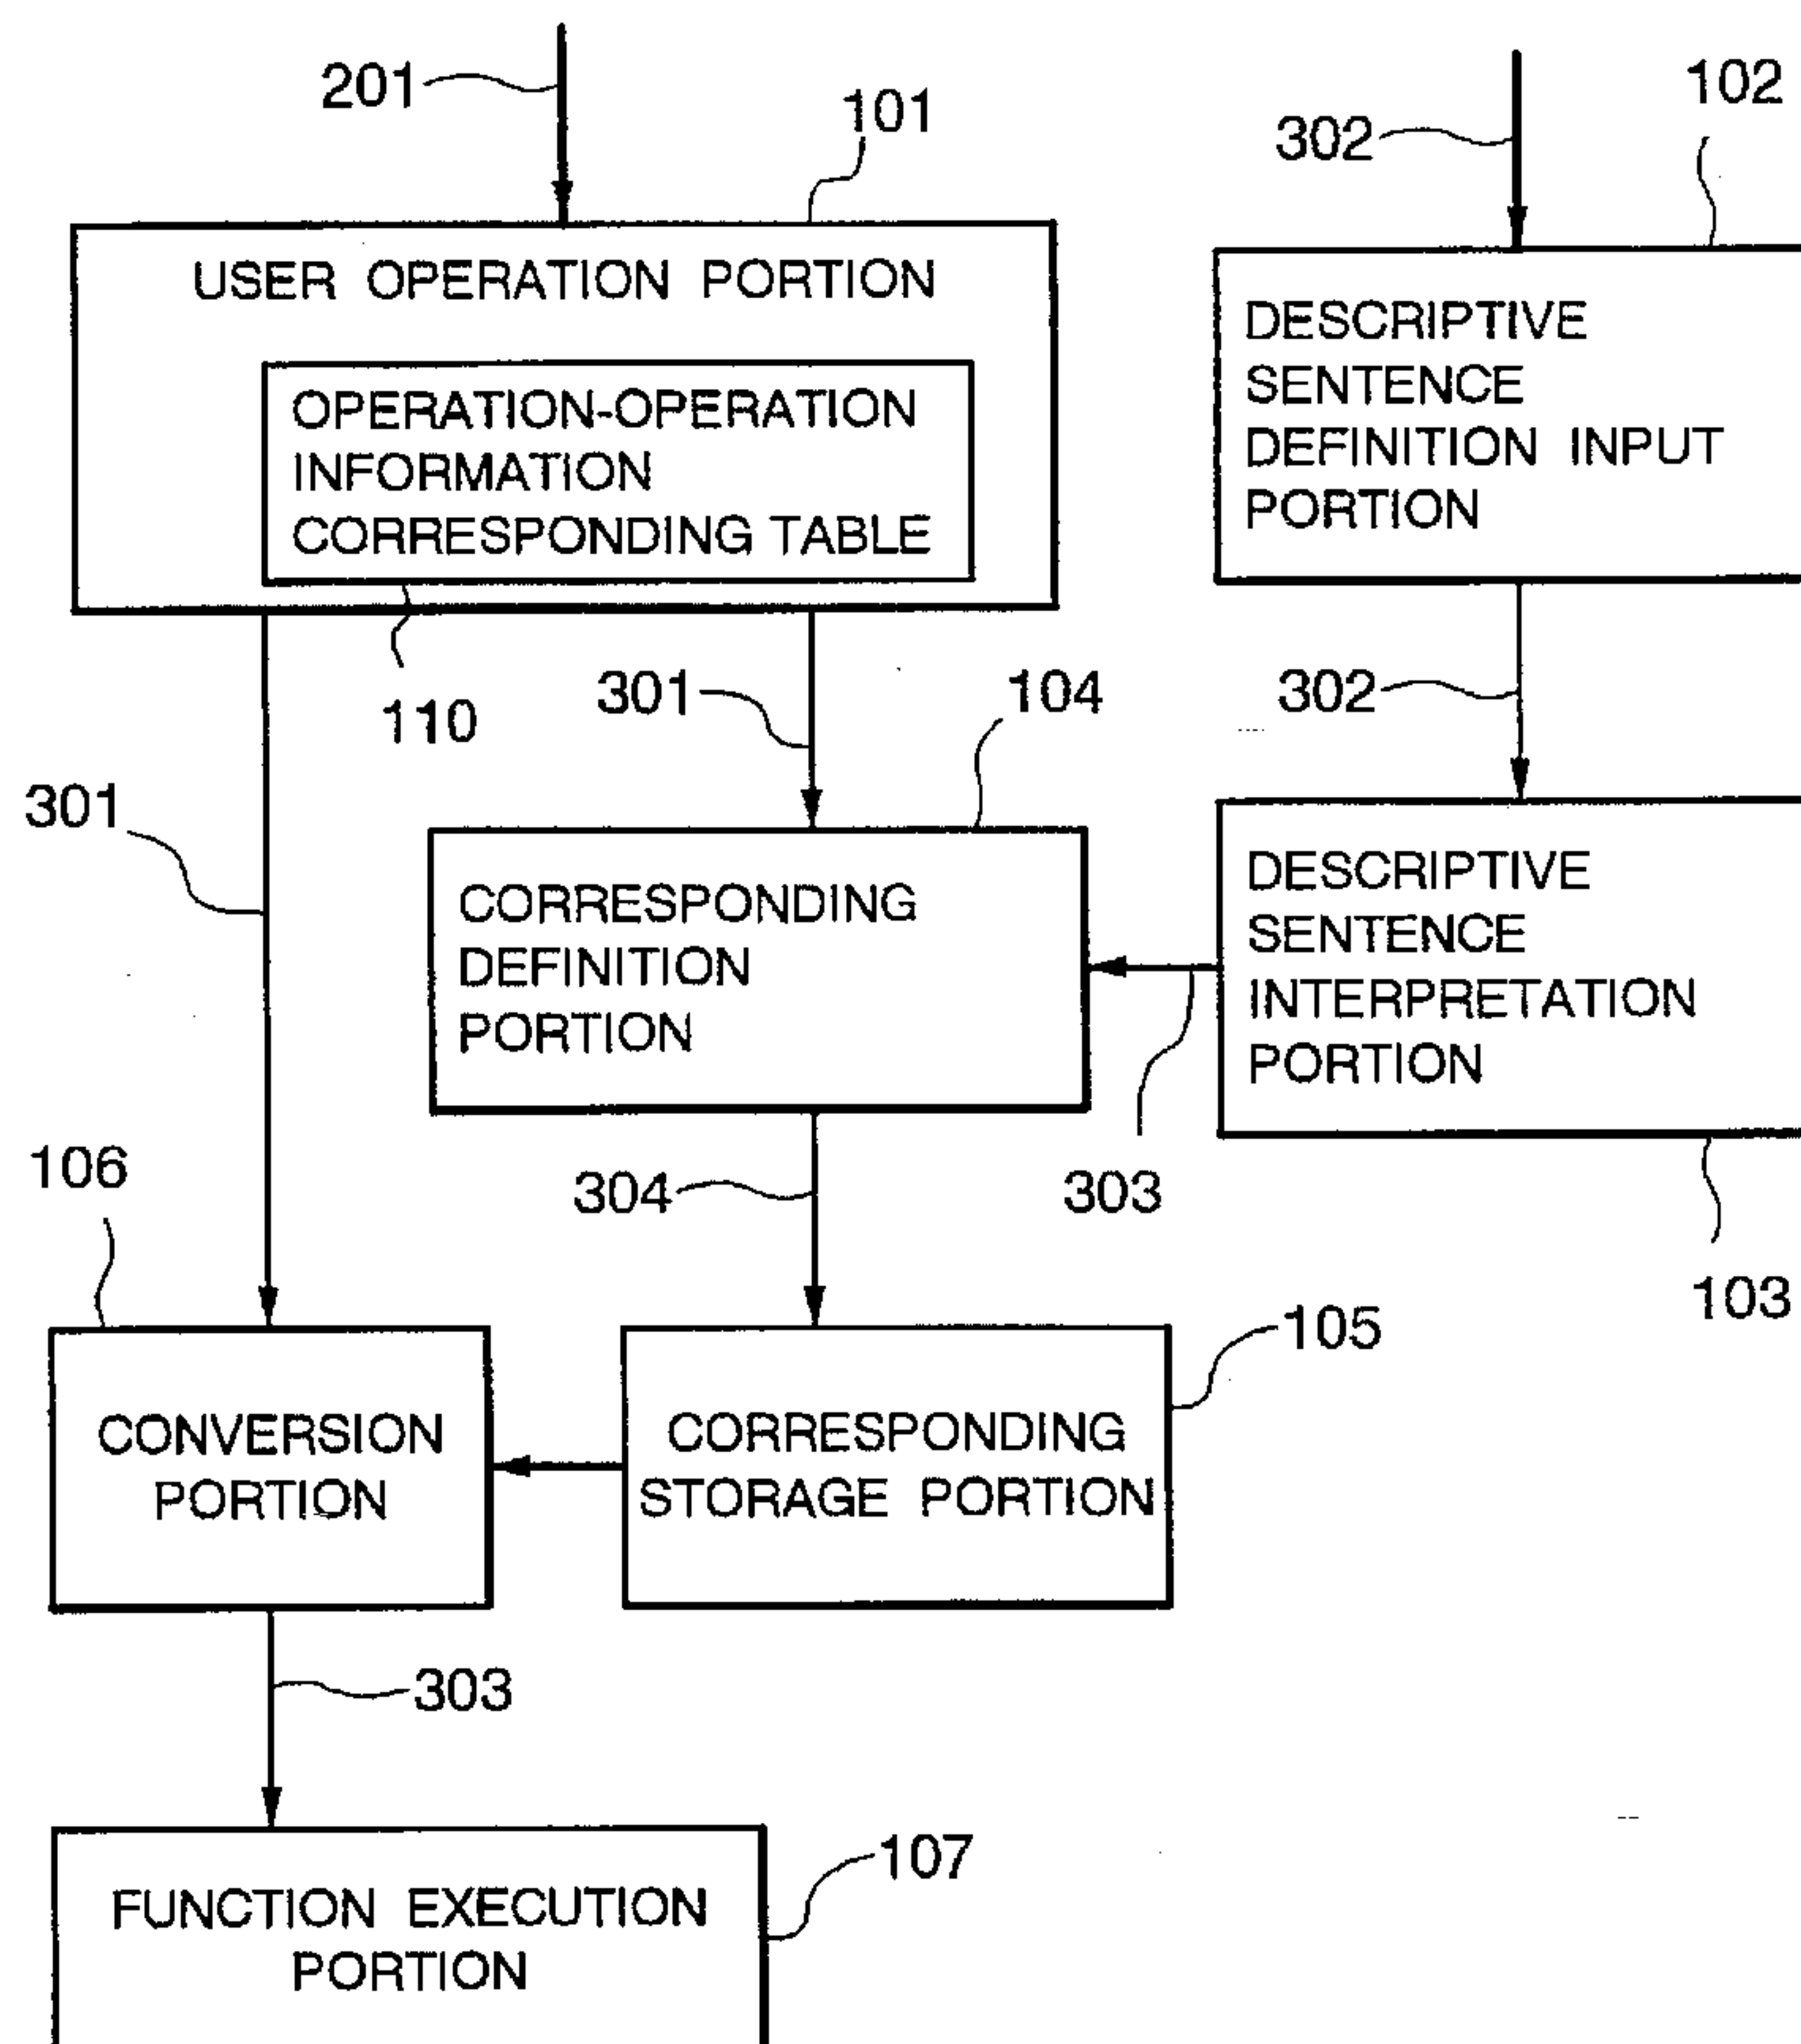 201
101
302
102
USER OPERATION PORTION
OPERATION-OPERATION
INFORMATION
CORRESPONDING TABLE
DESCRIPTIVE
SENTENCE
DEFINITION INPUT
PORTION
110
301
104
302
301
CORRESPONDING
DEFINITION
PORTION
DESCRIPTIVE
SENTENCE
INTERPRETATION
PORTION
106
304
303
103
105
CONVERSION
PORTION
CORRESPONDING
STORAGE PORTION
303
107
FUNCTION EXECUTION
PORTION